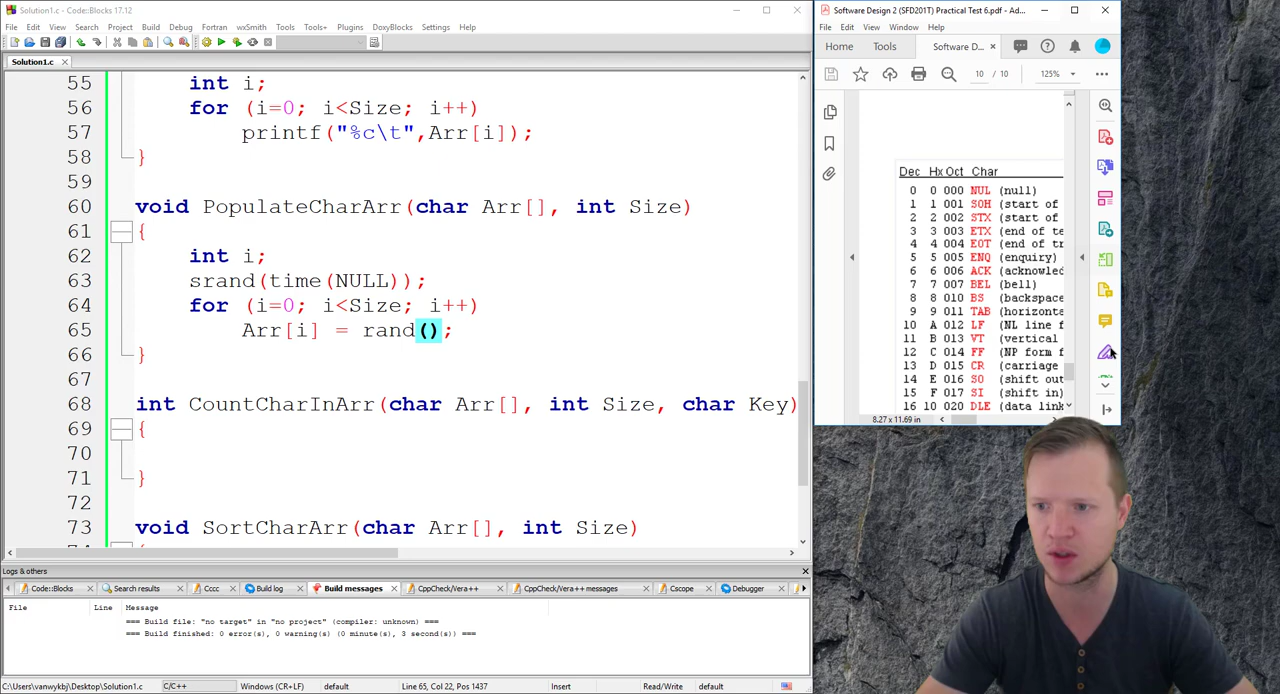 Solution1.c - Code::Blocks 17.12
File Edit View Search Project Build Debug Fortran wxSmith Tools Tools+ Plugins DoxyBlocks Settings Help
Solution1.c
55 int i;
56 for (i=0; i<Size; i++)
57 printf("%c\t",Arr[i]);
58 }
59
60 void PopulateCharArr(char Arr[], int Size)
61 {
62 int i;
63 srand(time(NULL));
64 for (i=0; i<Size; i++)
65 Arr[i] = rand();
66 }
67
68 int CountCharInArr(char Arr[], int Size, char Key)
69 {
70
71 }
72
73 void SortCharArr(char Arr[], int Size)
Logs & others
Code::Blocks Search results Cccc Build log Build messages CppCheck/Vera++ CppCheck/Vera++ messages Cscope Debugger
File Line Message
=== Build file: "no target" in "no project" (compiler: unknown) ===
=== Build finished: 0 error(s), 0 warning(s) (0 minute(s), 3 second(s)) ===
C:\Users\vanwykbj\Desktop\Solution1.c C/C++ Windows (CR+LF) default Line 65, Col 22, Pos 1437 Insert Read/Write default
Software Design 2 (SFD201T) Practical Test 6.pdf - Ad...
File Edit View Window Help
Home Tools Software D...
10 / 10 125%
Dec Hx Oct Char
0 0 000 NUL (null)
1 1 001 SOH (start of
2 2 002 STX (start of
3 3 003 ETX (end of te
4 4 004 EOT (end of tr
5 5 005 ENQ (enquiry)
6 6 006 ACK (acknowled
7 7 007 BEL (bell)
8 8 010 BS (backspace
9 9 011 TAB (horizonta
10 A 012 LF (NL line f
11 B 013 VT (vertical
12 C 014 FF (NP form f
13 D 015 CR (carriage
14 E 016 SO (shift out
15 F 017 SI (shift in)
16 10 020 DLE (data link
8.27 x 11.69 in